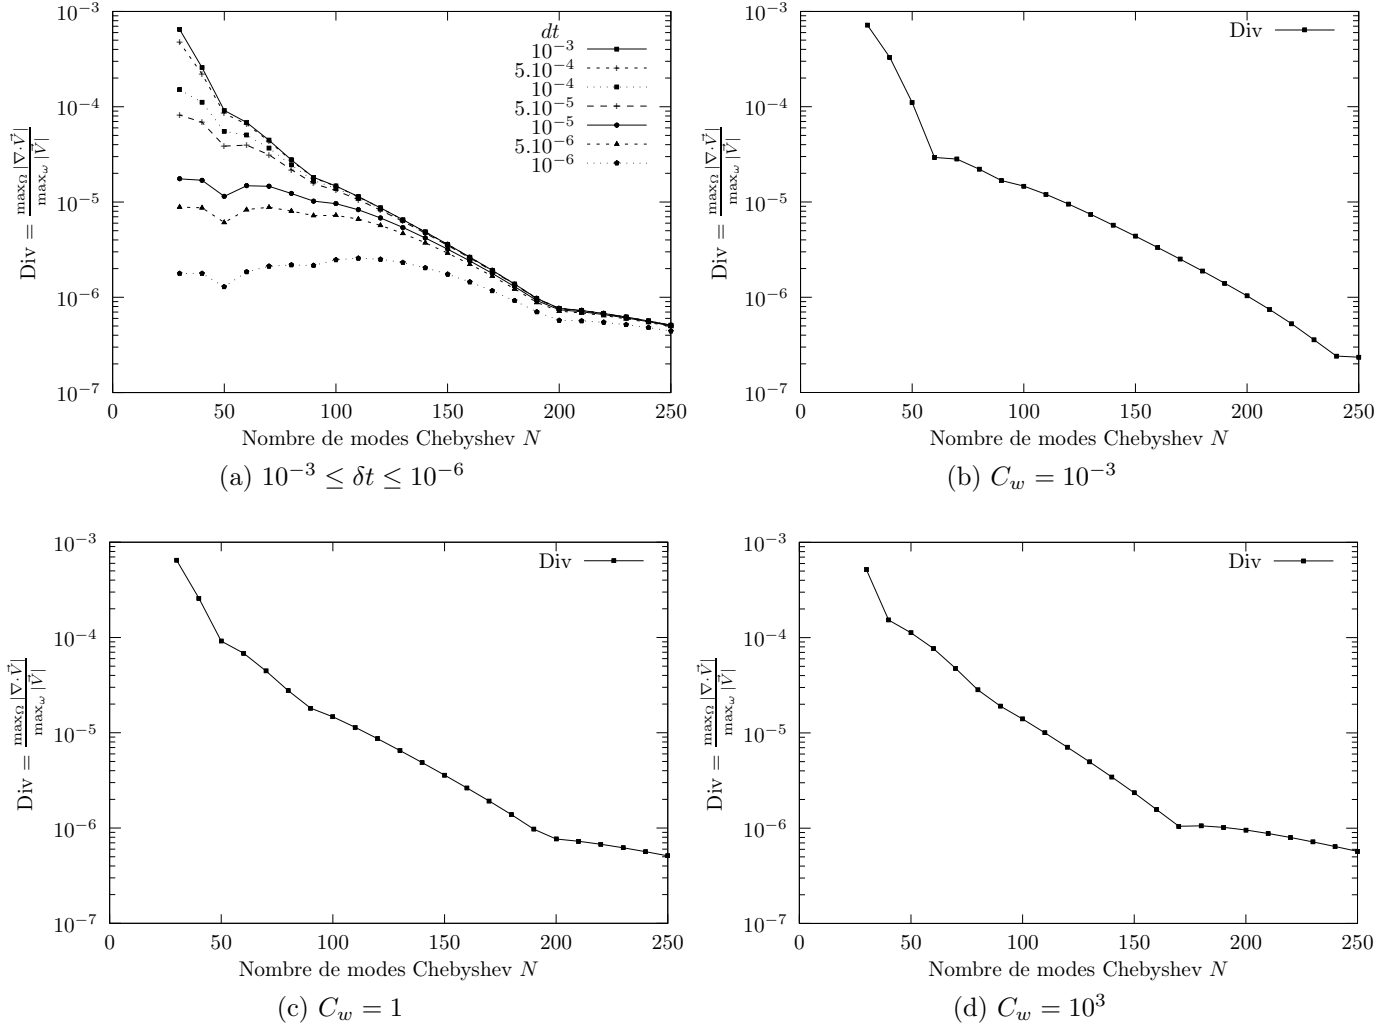 10⁻³
10⁻⁴
10⁻⁵
10⁻⁶
10⁻⁷
0 50 100 150 200 250
Div = max_Ω |∇·V⃗| / max_ω |V⃗|
Nombre de modes Chebyshev N
dt
10⁻³
5.10⁻⁴
10⁻⁴
5.10⁻⁵
10⁻⁵
5.10⁻⁶
10⁻⁶
(a) 10⁻³ ≤ δt ≤ 10⁻⁶
10⁻³
10⁻⁴
10⁻⁵
10⁻⁶
10⁻⁷
0 50 100 150 200 250
Div = max_Ω |∇·V⃗| / max_ω |V⃗|
Nombre de modes Chebyshev N
Div
(b) C_w = 10⁻³
10⁻³
10⁻⁴
10⁻⁵
10⁻⁶
10⁻⁷
0 50 100 150 200 250
Div = max_Ω |∇·V⃗| / max_ω |V⃗|
Nombre de modes Chebyshev N
Div
(c) C_w = 1
10⁻³
10⁻⁴
10⁻⁵
10⁻⁶
10⁻⁷
0 50 100 150 200 250
Div = max_Ω |∇·V⃗| / max_ω |V⃗|
Nombre de modes Chebyshev N
Div
(d) C_w = 10³